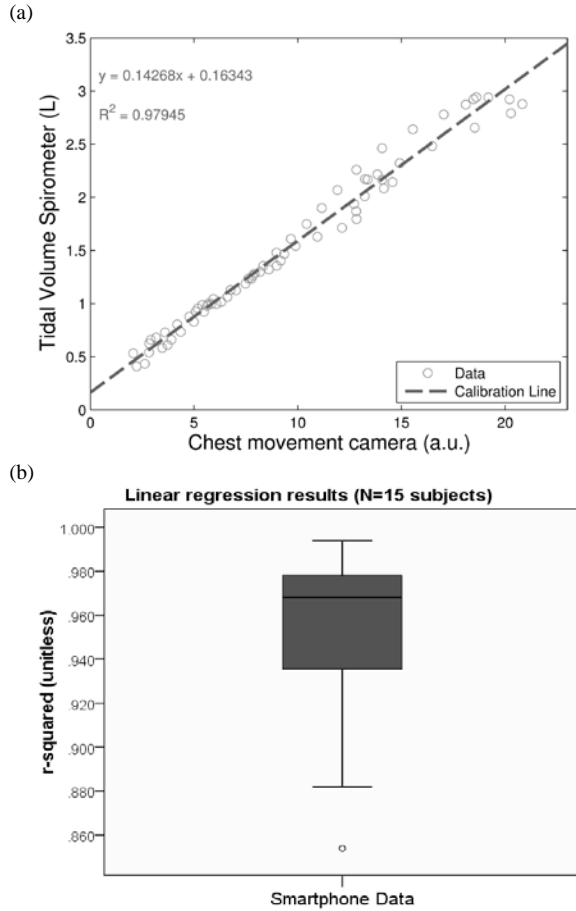 (a)
y = 0.14268x + 0.16343
R² = 0.97945
Tidal Volume Spirometer (L)
3.5
3
2.5
2
1.5
1
0.5
0
Data
Calibration Line
0 5 10 15 20
Chest movement camera (a.u.)
(b)
Linear regression results (N=15 subjects)
r-squared (unitless)
1.000
.980
.960
.940
.920
.900
.880
.860
Smartphone Data